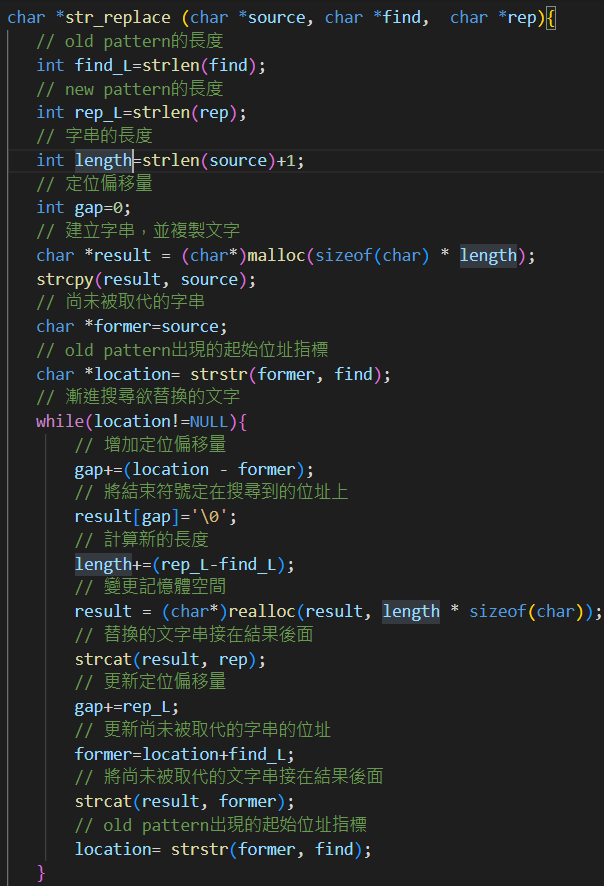 char *str_replace (char *source, char *find,  char *rep){
// old pattern的長度
int find_L=strlen(find);
// new pattern的長度
int rep_L=strlen(rep);
// 字串的長度
int length=strlen(source)+1;
// 定位偏移量
int gap=0;
// 建立字串，並複製文字
char *result = (char*)malloc(sizeof(char) * length);
strcpy(result, source);
// 尚未被取代的字串
char *former=source;
// old pattern出現的起始位址指標
char *location= strstr(former, find);
// 漸進搜尋欲替換的文字
while(location!=NULL){
// 增加定位偏移量
gap+=(location - former);
// 將結束符號定在搜尋到的位址上
result[gap]='\0';
// 計算新的長度
length+=(rep_L-find_L);
// 變更記憶體空間
result = (char*)realloc(result, length * sizeof(char));
// 替換的文字串接在結果後面
strcat(result, rep);
// 更新定位偏移量
gap+=rep_L;
// 更新尚未被取代的字串的位址
former=location+find_L;
// 將尚未被取代的文字串接在結果後面
strcat(result, former);
// old pattern出現的起始位址指標
location= strstr(former, find);
}